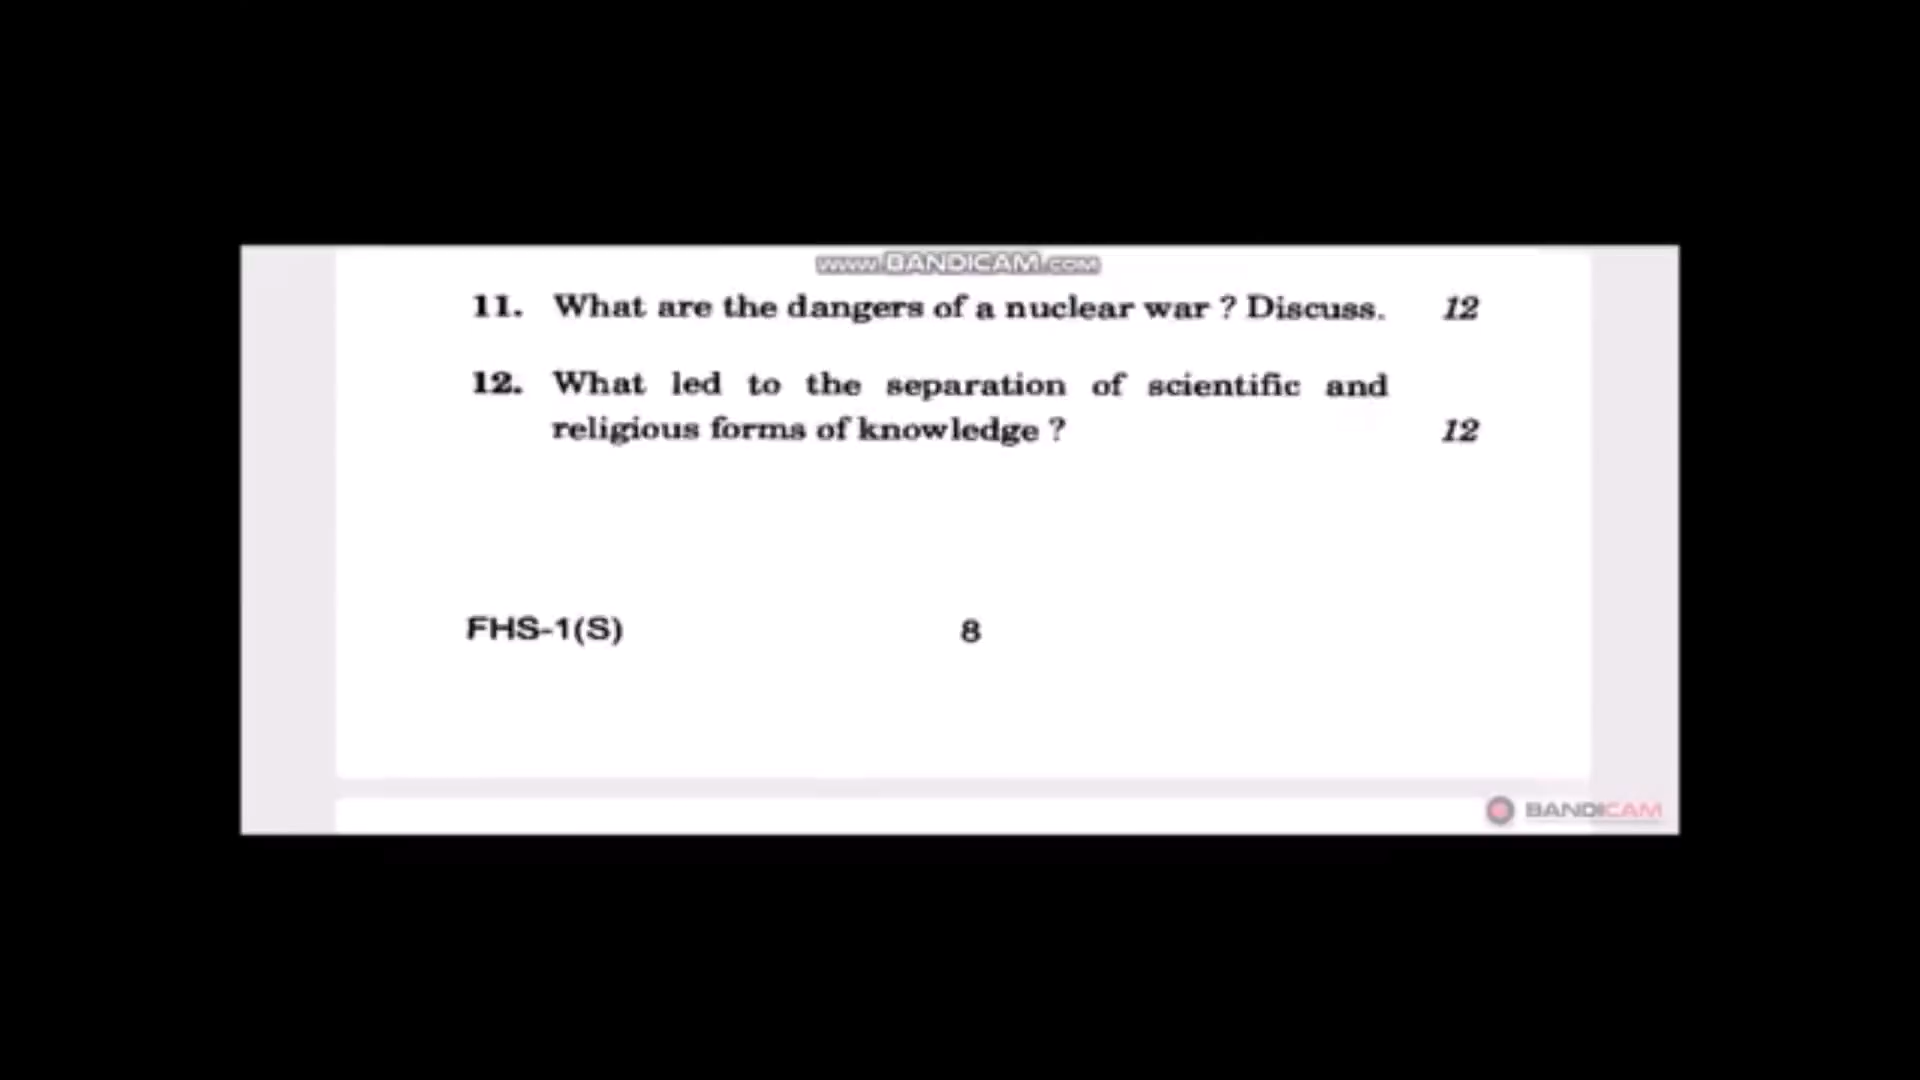 www.BANDICAM.com
11. What are the dangers of a nuclear war ? Discuss. 12
12. What led to the separation of scientific and
religious forms of knowledge ? 12
FHS-1(S) 8
BANDICAM